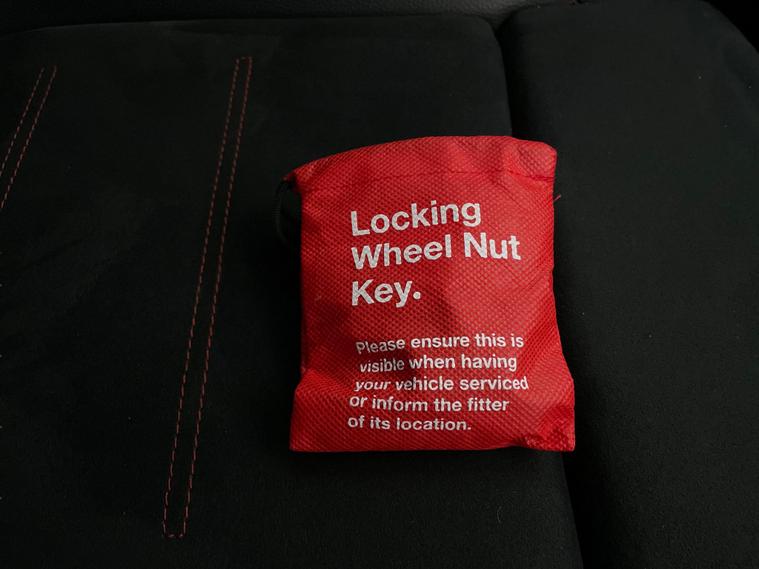 Locking
Wheel Nut
Key.
Please ensure this is
visible when having
your vehicle serviced
or inform the fitter
of its location.